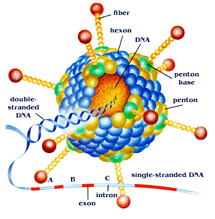 fiber
hexon
DNA
penton
base
double-
stranded
DNA
penton
A B C
single-stranded DNA
intron
exon